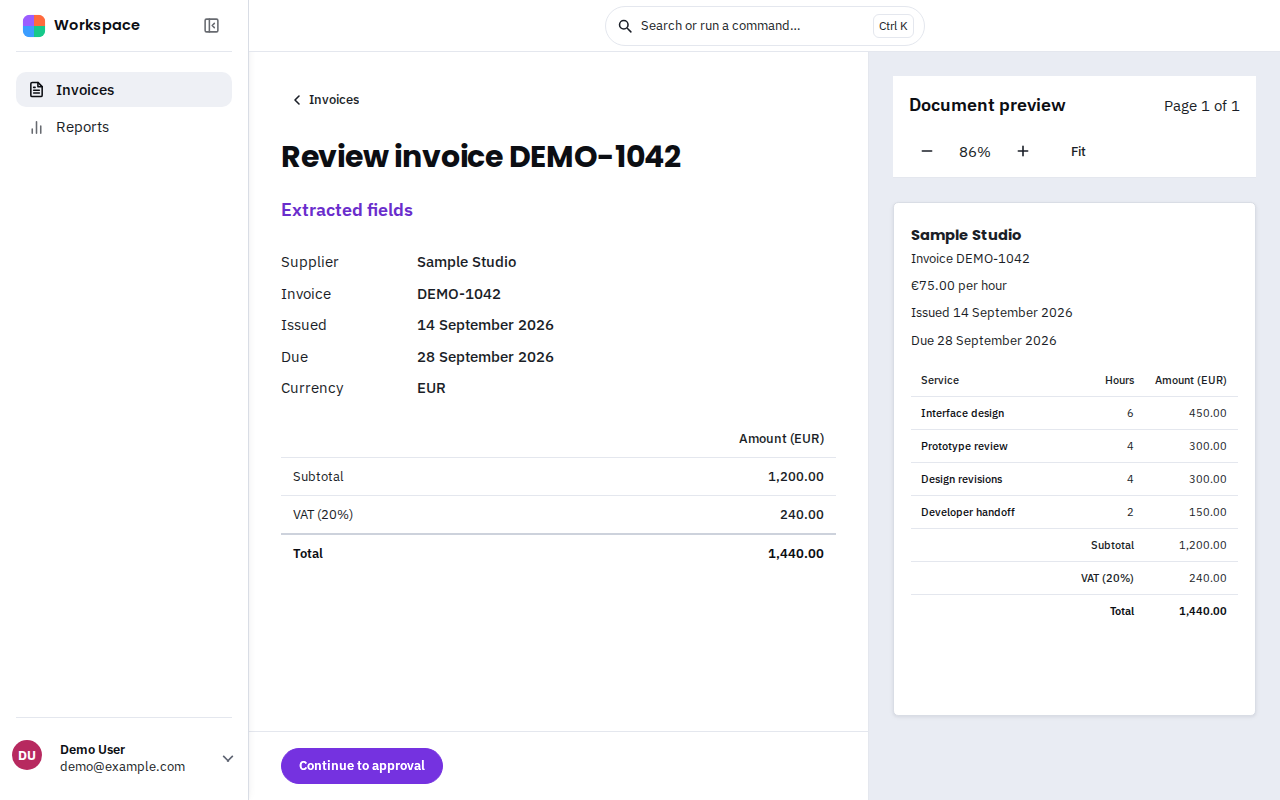 Workspace
Search or run a command...
Ctrl K
Invoices
Reports
Demo User
DU
demo@example.com
Invoices
Review invoice DEMO-1042
Extracted fields
Supplier Sample Studio
Invoice DEMO-1042
Issued 14 September 2026
Due 28 September 2026
Currency EUR
Amount (EUR)
Subtotal 1,200.00
VAT (20%) 240.00
Total 1,440.00
Continue to approval
Document preview Page 1 of 1
86% Fit
Sample Studio
Invoice DEMO-1042
€75.00 per hour
Issued 14 September 2026
Due 28 September 2026
Service Hours Amount (EUR)
Interface design 6 450.00
Prototype review 4 300.00
Design revisions 4 300.00
Developer handoff 2 150.00
Subtotal 1,200.00
VAT (20%) 240.00
Total 1,440.00